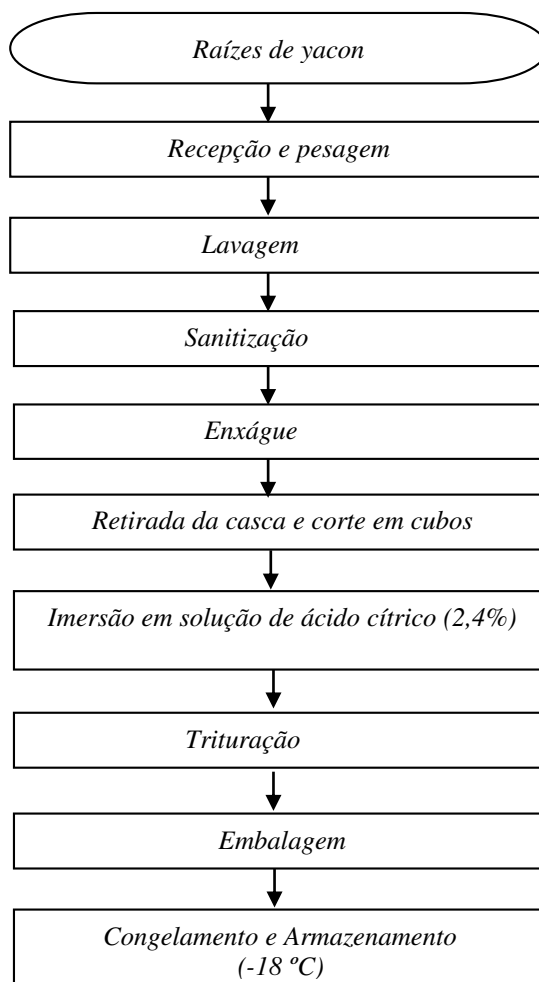 Raízes de yacon
Recepção e pesagem
Lavagem
Sanitização
Enxágue
Retirada da casca e corte em cubos
Imersão em solução de ácido cítrico (2,4%)
Trituração
Embalagem
Congelamento e Armazenamento
(-18 ºC)